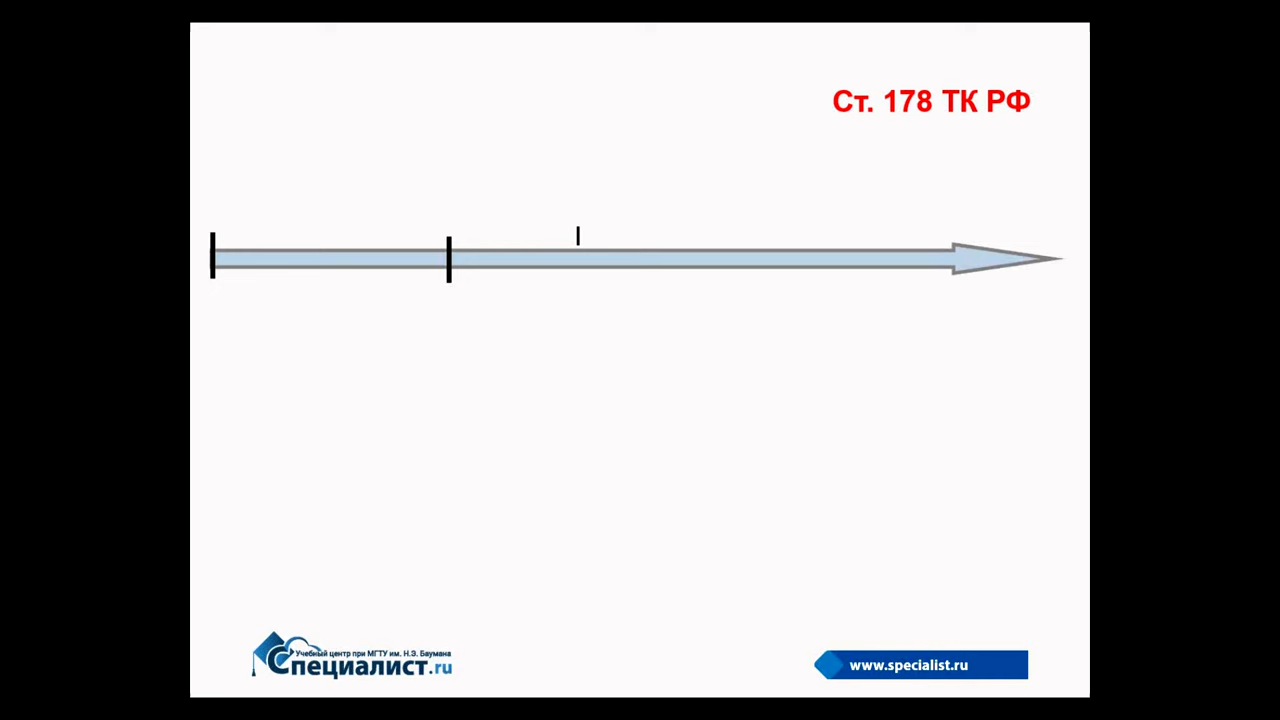 Ст. 178 ТК РФ
Учебный центр при МГТУ им. Н.Э. Баумана
Специалист.ru
www.specialist.ru